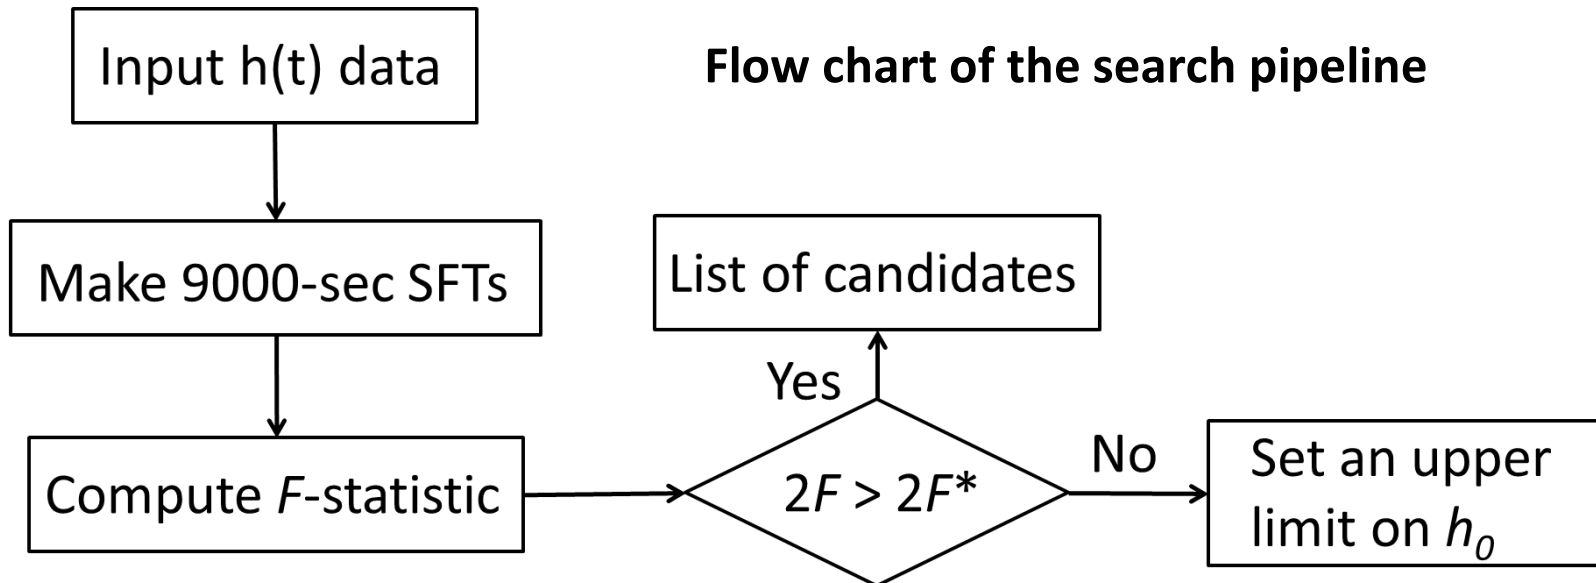 Input h(t) data
Flow chart of the search pipeline
Make 9000-sec SFTs
List of candidates
Yes
Compute F-statistic
2F > 2F*
No
Set an upper
limit on h₀